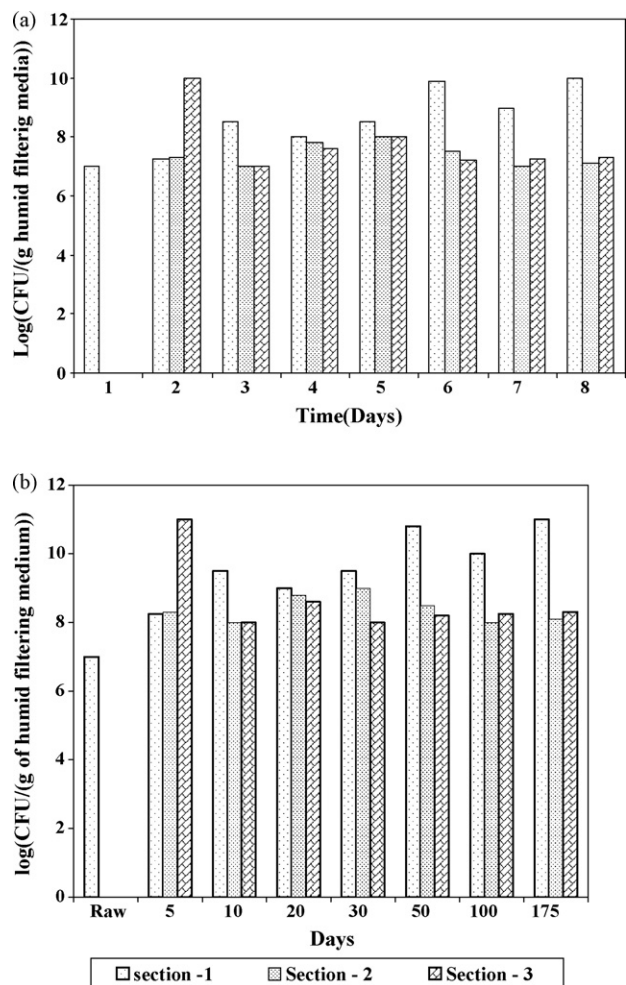 (a)
Log(CFU/(g humid filterig media))
12
10
8
6
4
2
0
1 2 3 4 5 6 7 8
Time(Days)
(b)
log(CFU/(g of humid filtering medium))
12
10
8
6
4
2
0
Raw 5 10 20 30 50 100 175
Days
section -1 Section - 2 Section - 3